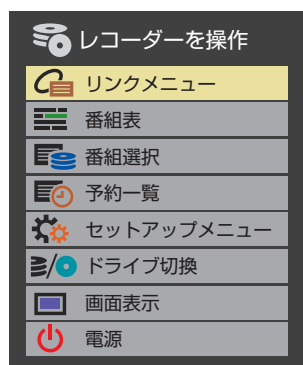 レコーダーを操作
リンクメニュー
番組表
番組選択
予約一覧
セットアップメニュー
ドライブ切換
画面表示
電源